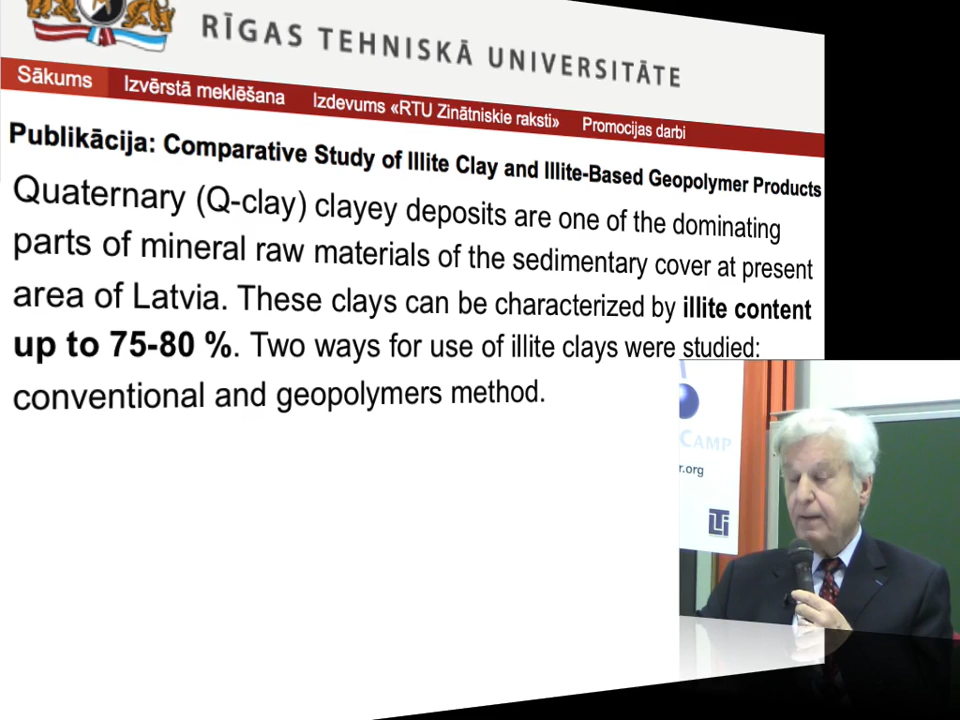 RĪGAS TEHNISKĀ UNIVERSITĀTE
Sākums Izvērstā meklēšana Izdevums «RTU Zinātniskie raksti» Promocijas darbi
Publikācija: Comparative Study of Illite Clay and Illite-Based Geopolymer Products
Quaternary (Q-clay) clayey deposits are one of the dominating
parts of mineral raw materials of the sedimentary cover at present
area of Latvia. These clays can be characterized by illite content
up to 75-80 %. Two ways for use of illite clays were studied:
conventional and geopolymers method.
CAMP
r.org